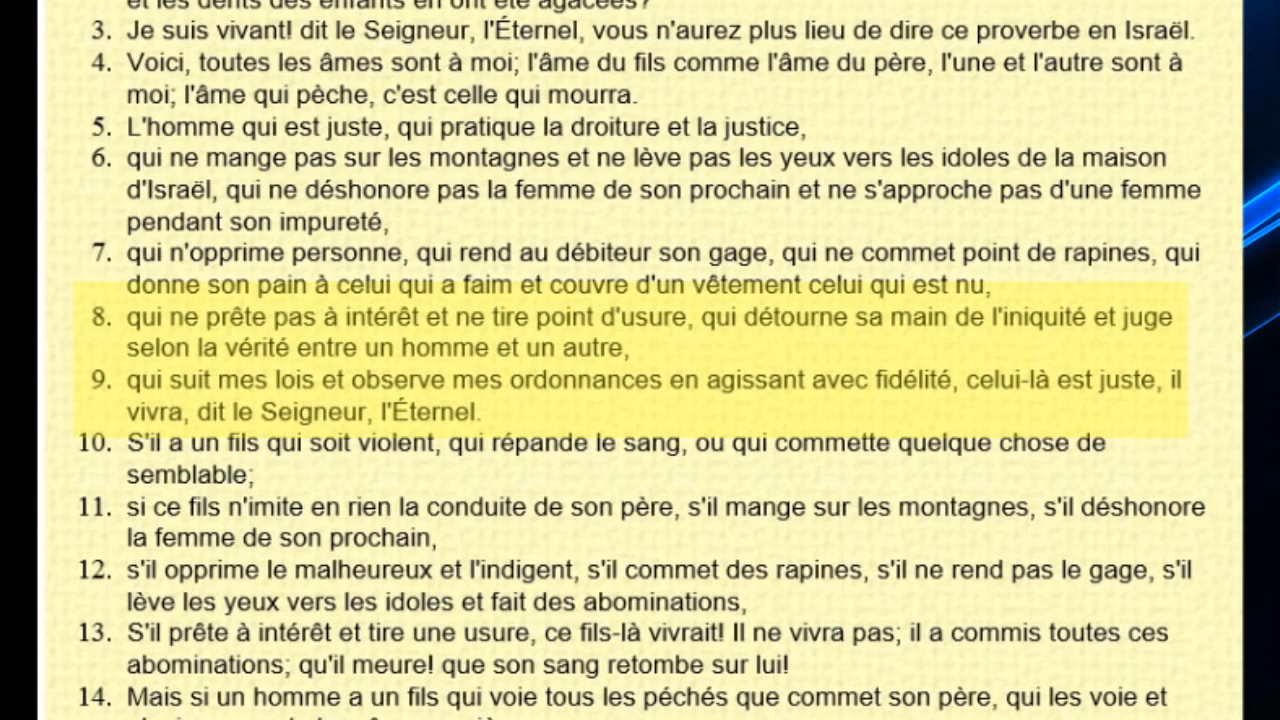 et les dents des enfants en ont été agacées?
3. Je suis vivant! dit le Seigneur, l'Éternel, vous n'aurez plus lieu de dire ce proverbe en Israël.
4. Voici, toutes les âmes sont à moi; l'âme du fils comme l'âme du père, l'une et l'autre sont à
moi; l'âme qui pèche, c'est celle qui mourra.
5. L'homme qui est juste, qui pratique la droiture et la justice,
6. qui ne mange pas sur les montagnes et ne lève pas les yeux vers les idoles de la maison
d'Israël, qui ne déshonore pas la femme de son prochain et ne s'approche pas d'une femme
pendant son impureté,
7. qui n'opprime personne, qui rend au débiteur son gage, qui ne commet point de rapines, qui
donne son pain à celui qui a faim et couvre d'un vêtement celui qui est nu,
8. qui ne prête pas à intérêt et ne tire point d'usure, qui détourne sa main de l'iniquité et juge
selon la vérité entre un homme et un autre,
9. qui suit mes lois et observe mes ordonnances en agissant avec fidélité, celui-là est juste, il
vivra, dit le Seigneur, l'Éternel.
10. S'il a un fils qui soit violent, qui répande le sang, ou qui commette quelque chose de
semblable;
11. si ce fils n'imite en rien la conduite de son père, s'il mange sur les montagnes, s'il déshonore
la femme de son prochain,
12. s'il opprime le malheureux et l'indigent, s'il commet des rapines, s'il ne rend pas le gage, s'il
lève les yeux vers les idoles et fait des abominations,
13. S'il prête à intérêt et tire une usure, ce fils-là vivrait! Il ne vivra pas; il a commis toutes ces
abominations; qu'il meure! que son sang retombe sur lui!
14. Mais si un homme a un fils qui voie tous les péchés que commet son père, qui les voie et